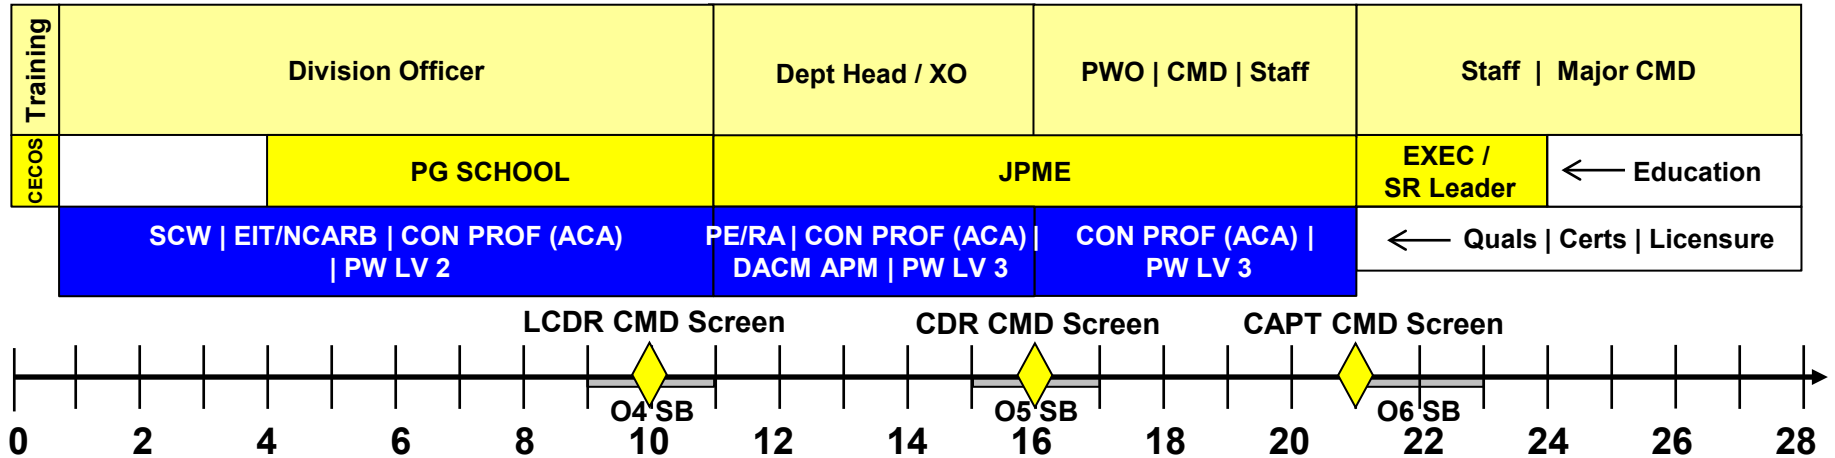 Training
Division Officer
Dept Head / XO
PWO | CMD | Staff
Staff | Major CMD
CECOS
PG SCHOOL
JPME
EXEC /
SR Leader
Education
SCW | EIT/NCARB | CON PROF (ACA)
| PW LV 2
PE/RA | CON PROF (ACA) |
DACM APM | PW LV 3
CON PROF (ACA) |
PW LV 3
Quals | Certs | Licensure
LCDR CMD Screen
CDR CMD Screen
CAPT CMD Screen
O4 SB
O5 SB
O6 SB
0 2 4 6 8 10 12 14 16 18 20 22 24 26 28